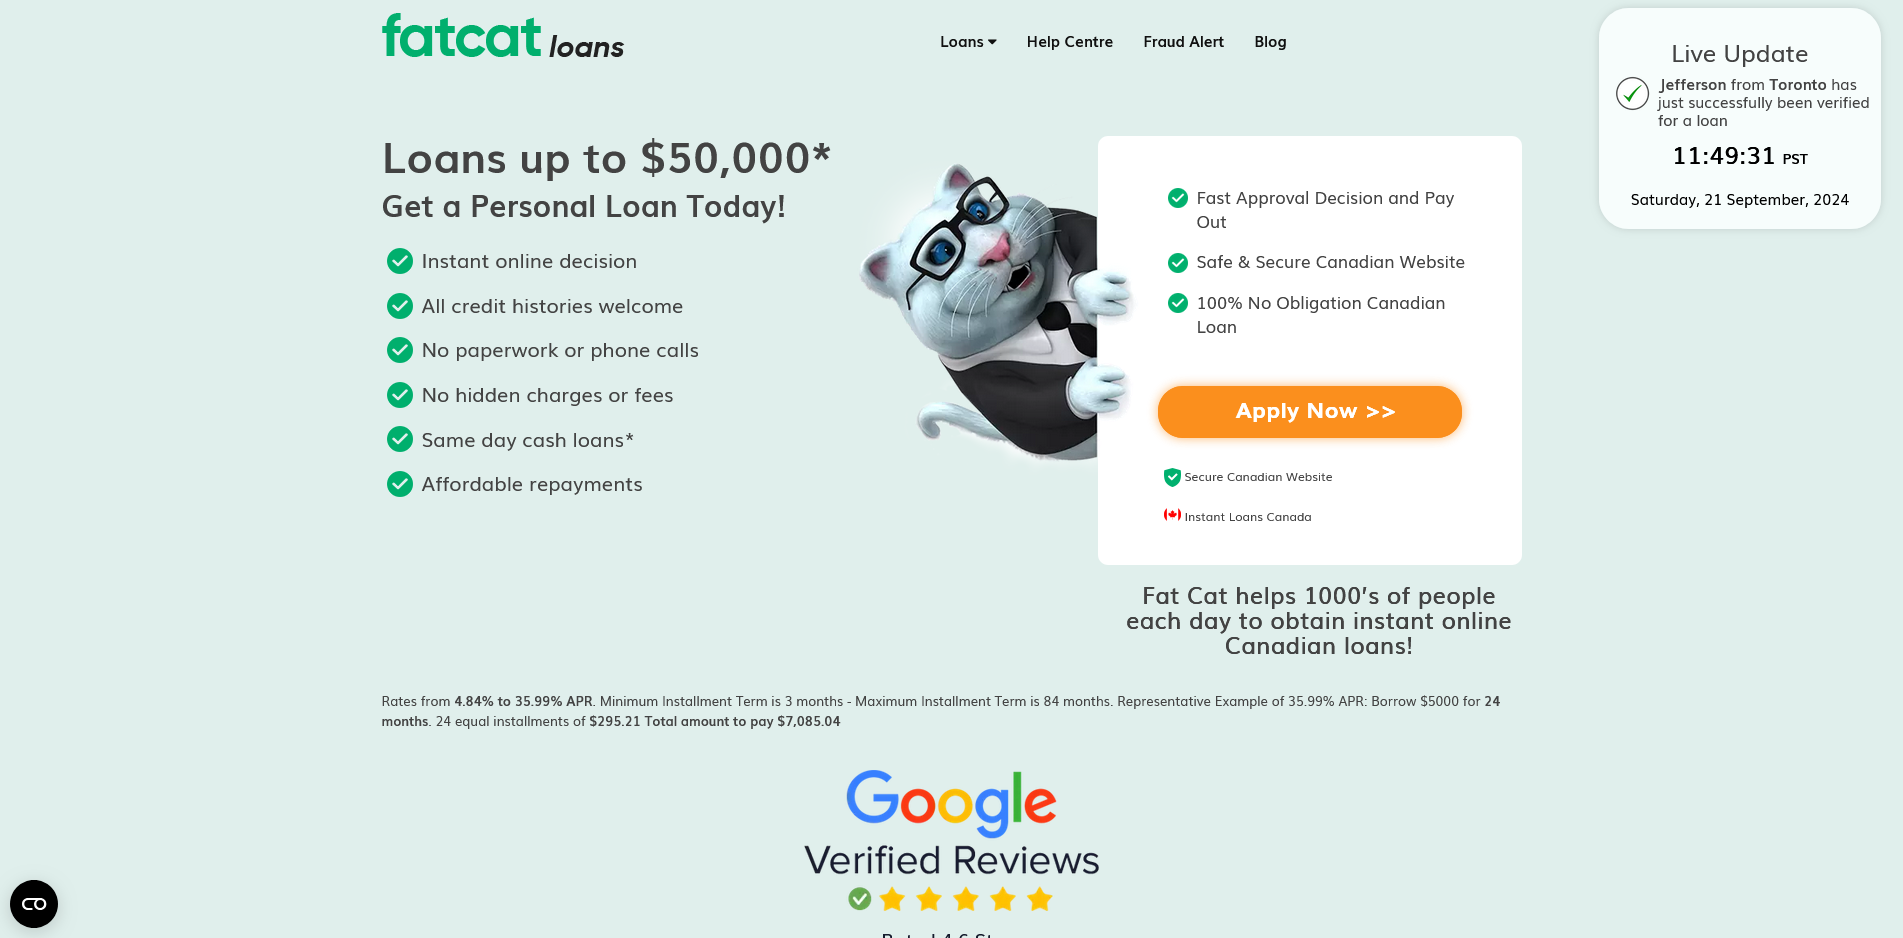 fatcat loans
Loans
Help Centre
Fraud Alert
Blog
Live Update
Jefferson from Toronto has
just successfully been verified
for a loan
11:49:31 PST
Saturday, 21 September, 2024
Loans up to $50,000*
Get a Personal Loan Today!
Instant online decision
All credit histories welcome
No paperwork or phone calls
No hidden charges or fees
Same day cash loans*
Affordable repayments
Fast Approval Decision and Pay
Out
Safe & Secure Canadian Website
100% No Obligation Canadian
Loan
Apply Now >>
Secure Canadian Website
Instant Loans Canada
Fat Cat helps 1000's of people
each day to obtain instant online
Canadian loans!
Rates from 4.84% to 35.99% APR. Minimum Installment Term is 3 months - Maximum Installment Term is 84 months. Representative Example of 35.99% APR: Borrow $5000 for 24
months. 24 equal installments of $295.21 Total amount to pay $7,085.04
Google
Verified Reviews